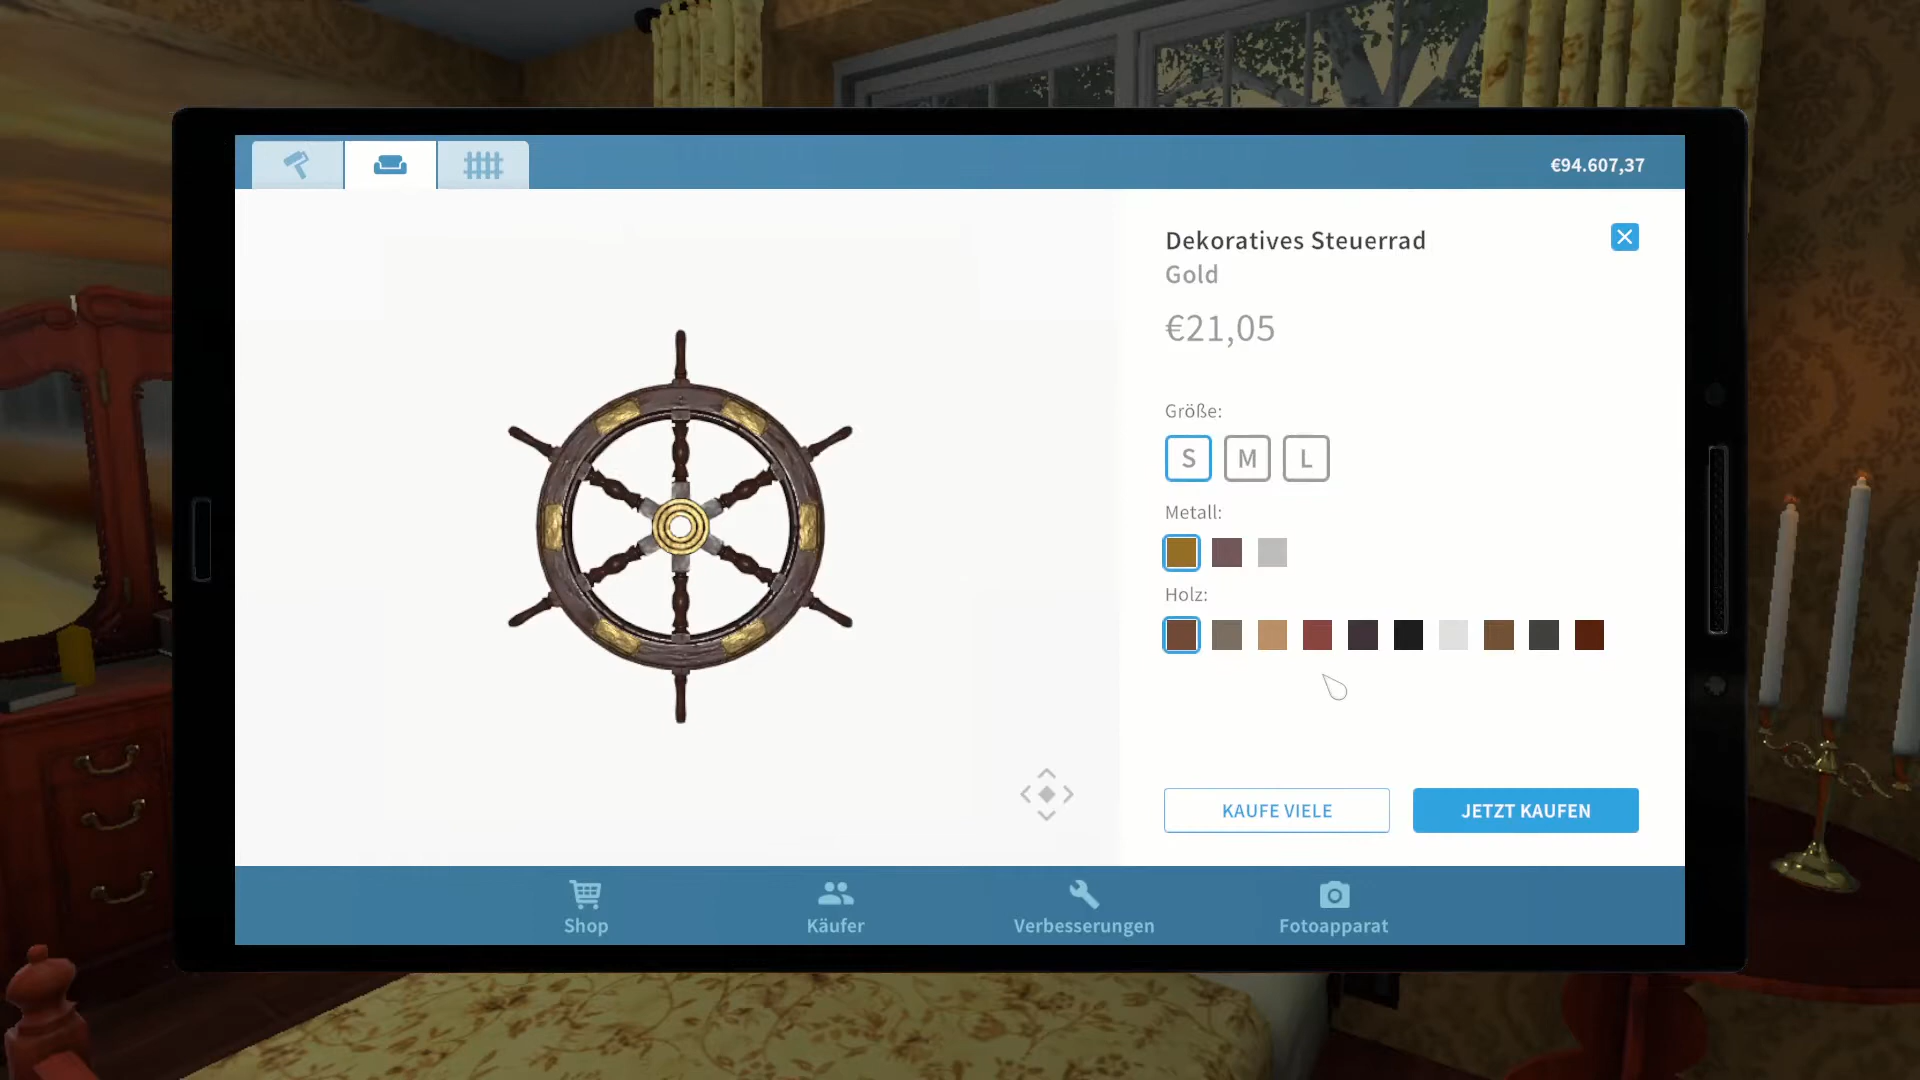 €94.607,37
Dekoratives Steuerrad
Gold
€21,05
Größe:
S M L
Metall:
Holz:
KAUFE VIELE
JETZT KAUFEN
Shop
Käufer
Verbesserungen
Fotoapparat